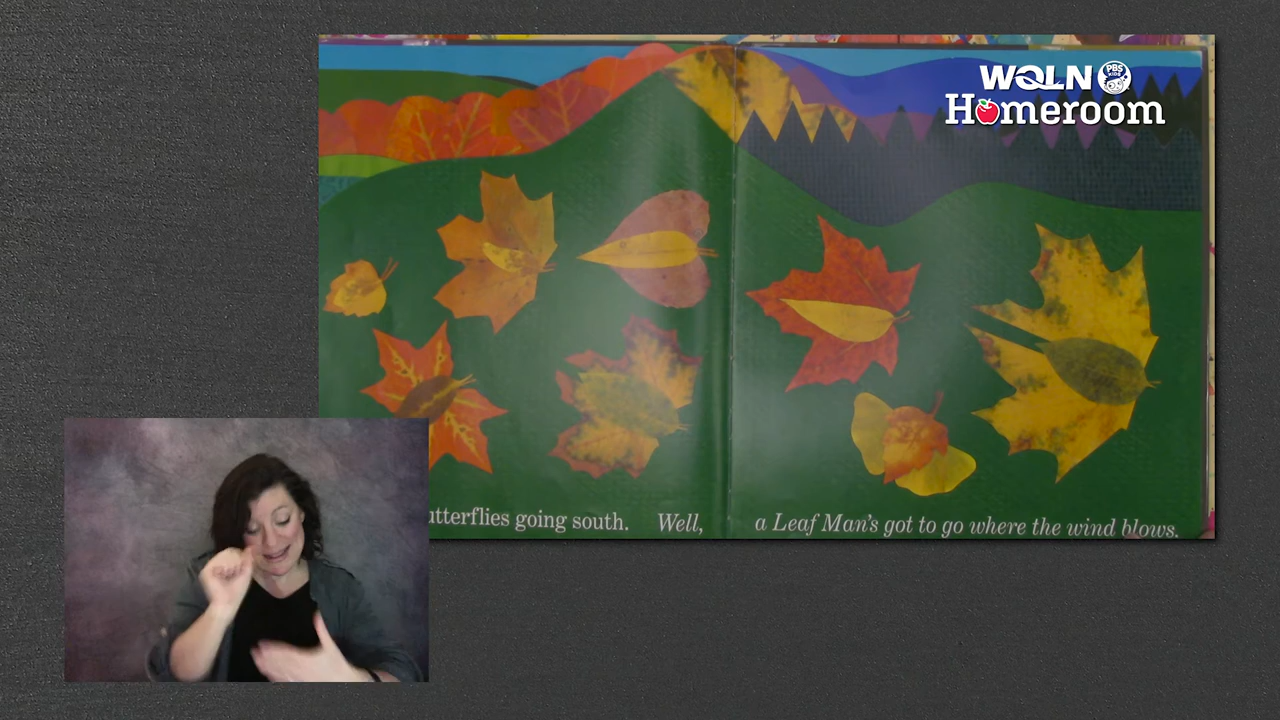 WQLN
PBS
KIDS
Homeroom
utterflies going south. Well, a Leaf Man's got to go where the wind blows.